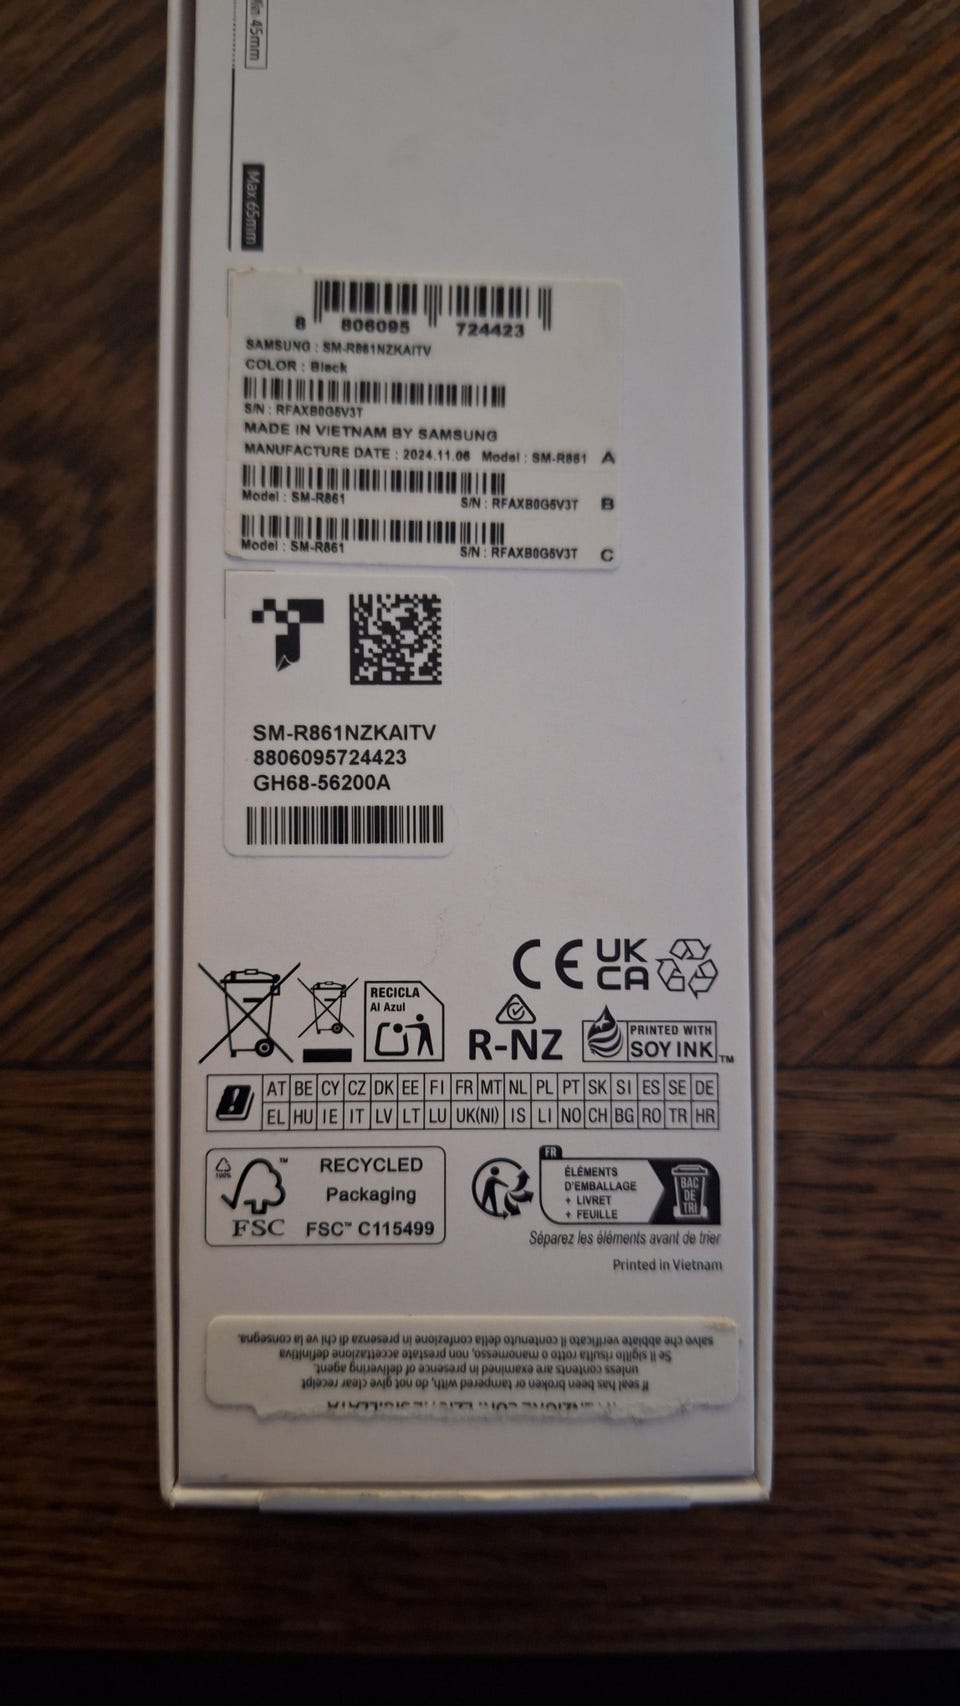 Min 45mm
Max 65mm
8 806095 724423
SAMSUNG : SM-R861NZKAITV
COLOR : Black
S/N : RFAXB0G5V3T
MADE IN VIETNAM BY SAMSUNG
MANUFACTURE DATE : 2024.11.06 Model : SM-R861 A
Model : SM-R861 S/N : RFAXB0G5V3T B
Model : SM-R861 S/N : RFAXB0G5V3T C
SM-R861NZKAITV
8806095724423
GH68-56200A
CE UK CA
RECICLA
Al Azul
R-NZ
PRINTED WITH
SOY INK™
AT BE CY CZ DK EE FI FR MT NL PL PT SK SI ES SE DE
EL HU IE IT LV LT LU UK(NI) IS LI NO CH BG RO TR HR
100%
™
FSC
RECYCLED
Packaging
FSC™ C115499
FR
ÉLÉMENTS
D'EMBALLAGE
+ LIVRET
+ FEUILLE
BAC
DE
TRI
Séparez les éléments avant de trier
Printed in Vietnam
If seal has been broken or tampered with, do not give clear receipt
unless contents are examined in presence of delivering agent.
Se il sigillo risulta rotto o manomesso, non prestate accettazione definitiva
salvo che abbiate verificato il contenuto della confezione in presenza di chi ve la consegna.